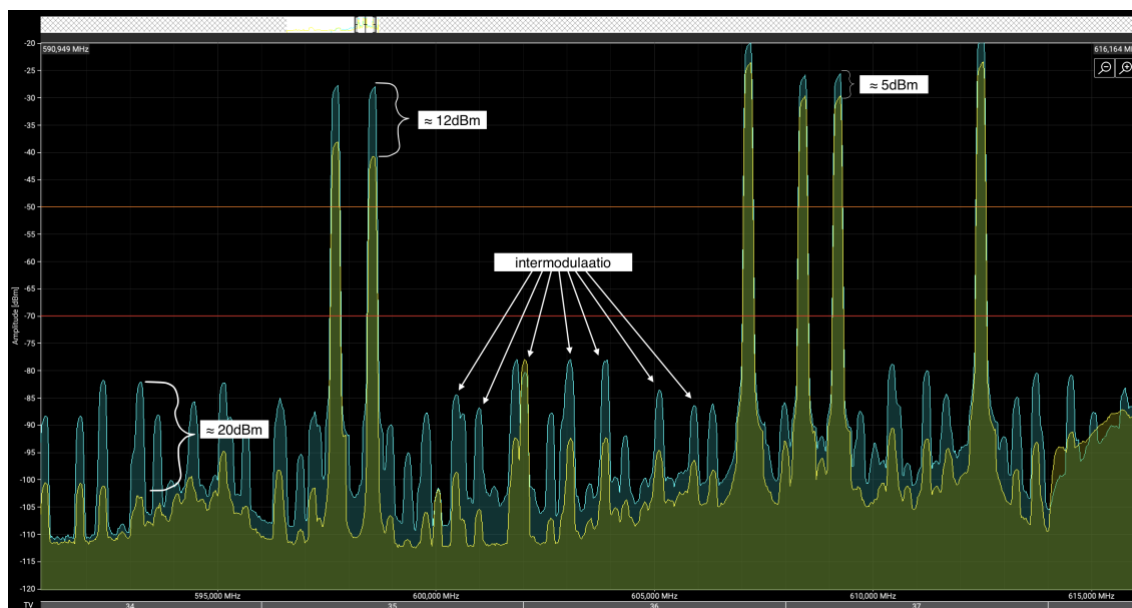 590,949 MHz
616,164 M
-20
-25
≈ 5dBm
-30
≈ 12dBm
-35
-40
-45
-50
-55
intermodulaatio
-60
-65
-70
Amplitude [dBm]
-75
-80
-85
-90
≈ 20dBm
-95
-100
-105
-110
-115
-120
595,000 MHz
600,000 MHz
605,000 MHz
610,000 MHz
615,000 MHz
TV
34
35
36
37